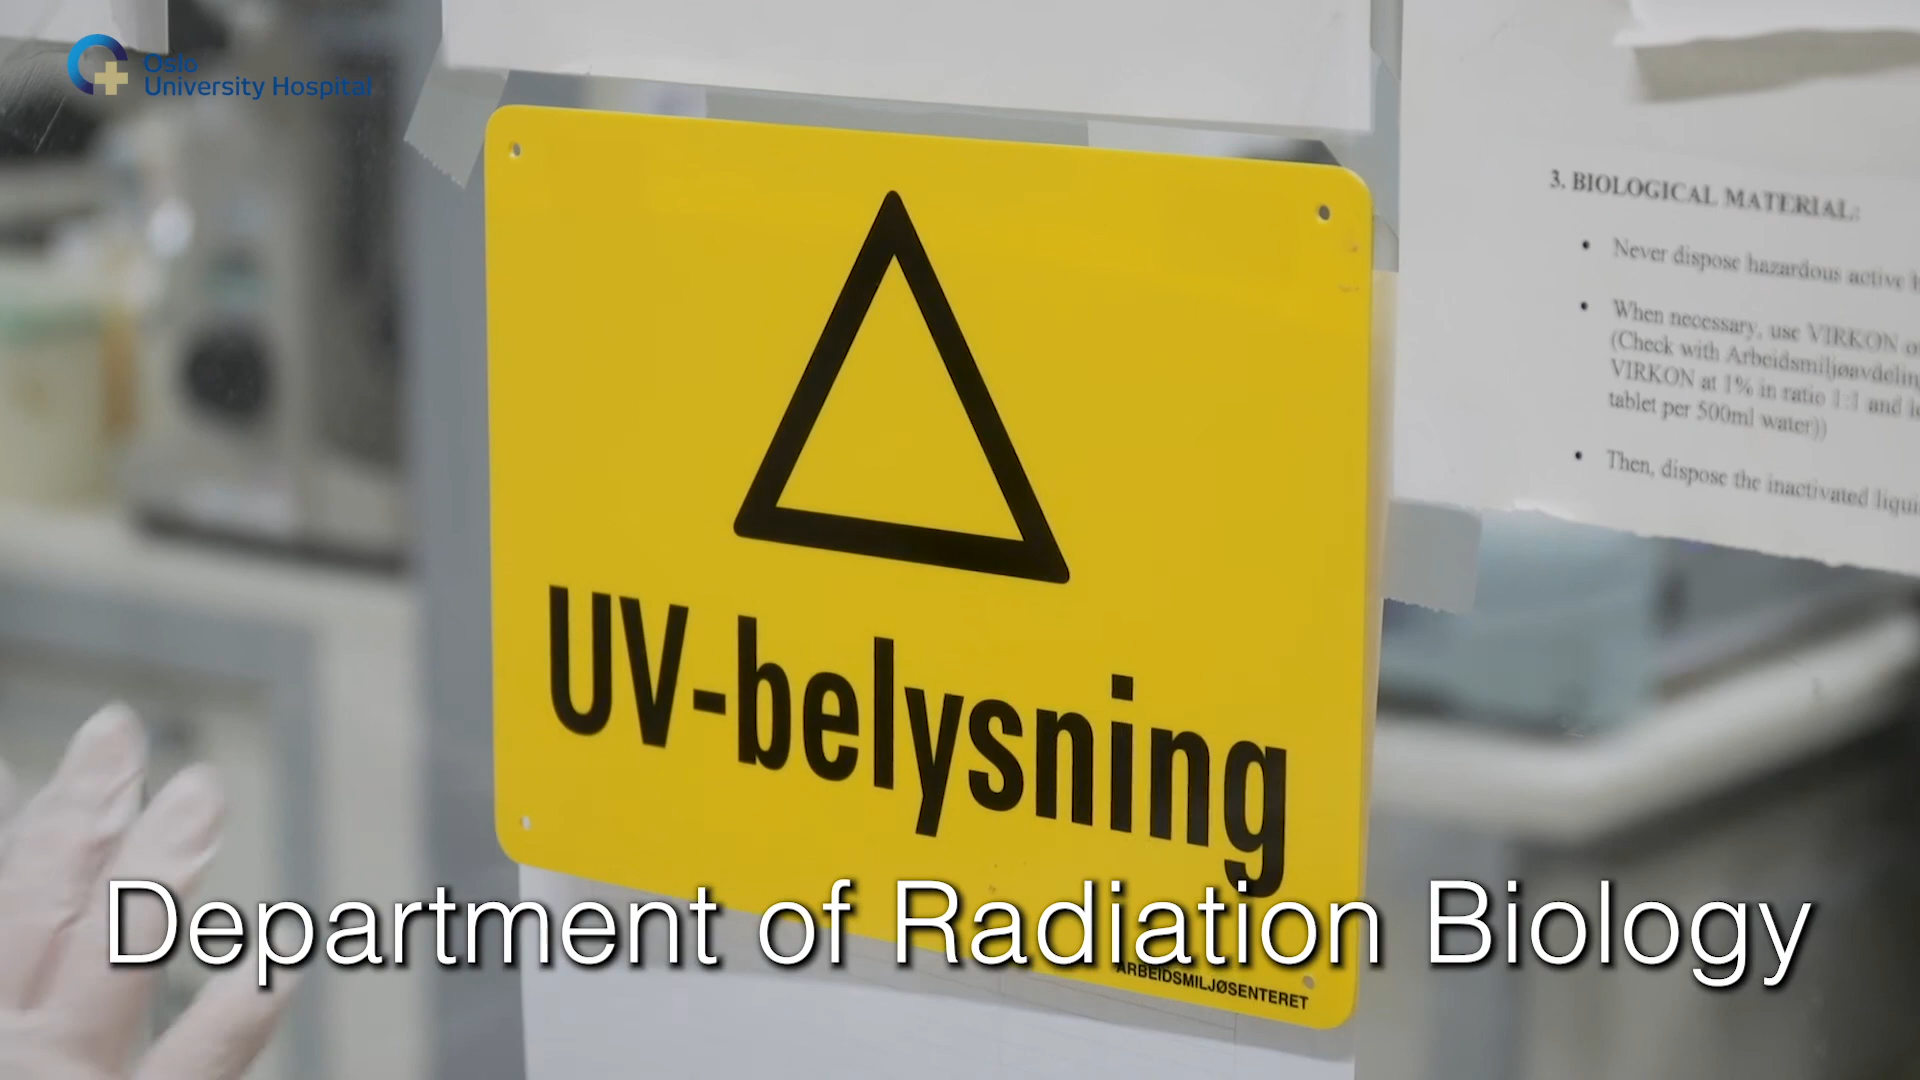 Oslo
University Hospital
3. BIOLOGICAL MATERIAL:
• Never dispose hazardous active
• When necessary, use VIRKON
(Check with
VIRKON at 1% in ratio 1:1 and
tablet per 500ml water))
• Then, dispose the inactivated
UV-belysning
Department of Radiation Biology
ARBEIDSMILJØSENTERET